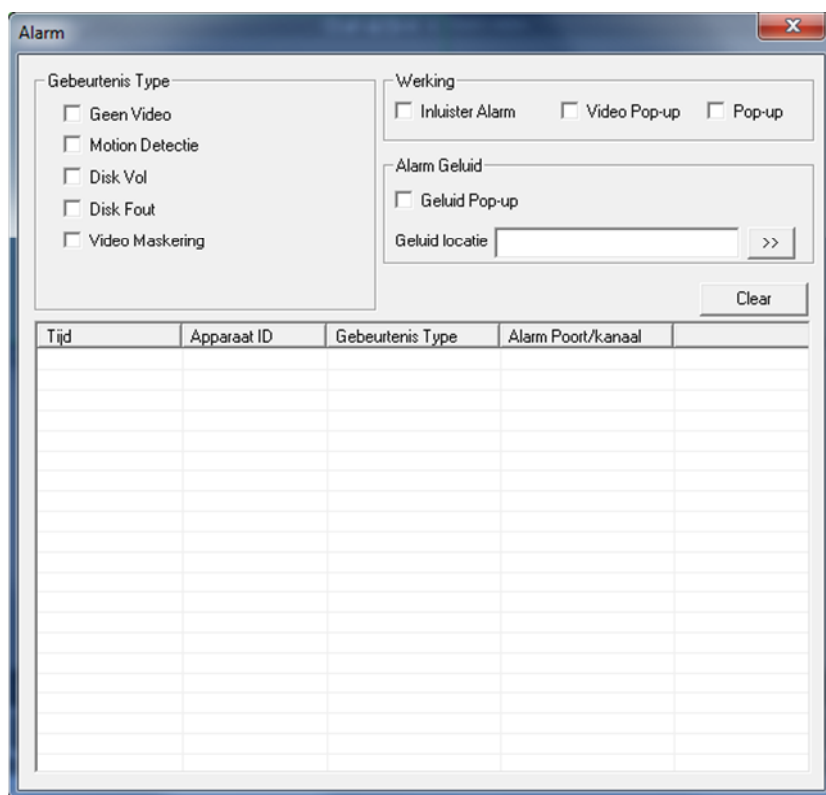 Alarm
Gebeurtenis Type
Geen Video
Motion Detectie
Disk Vol
Disk Fout
Video Maskering
Werking
Inluister Alarm Video Pop-up Pop-up
Alarm Geluid
Geluid Pop-up
Geluid locatie >>
Clear
Tijd Apparaat ID Gebeurtenis Type Alarm Poort/kanaal